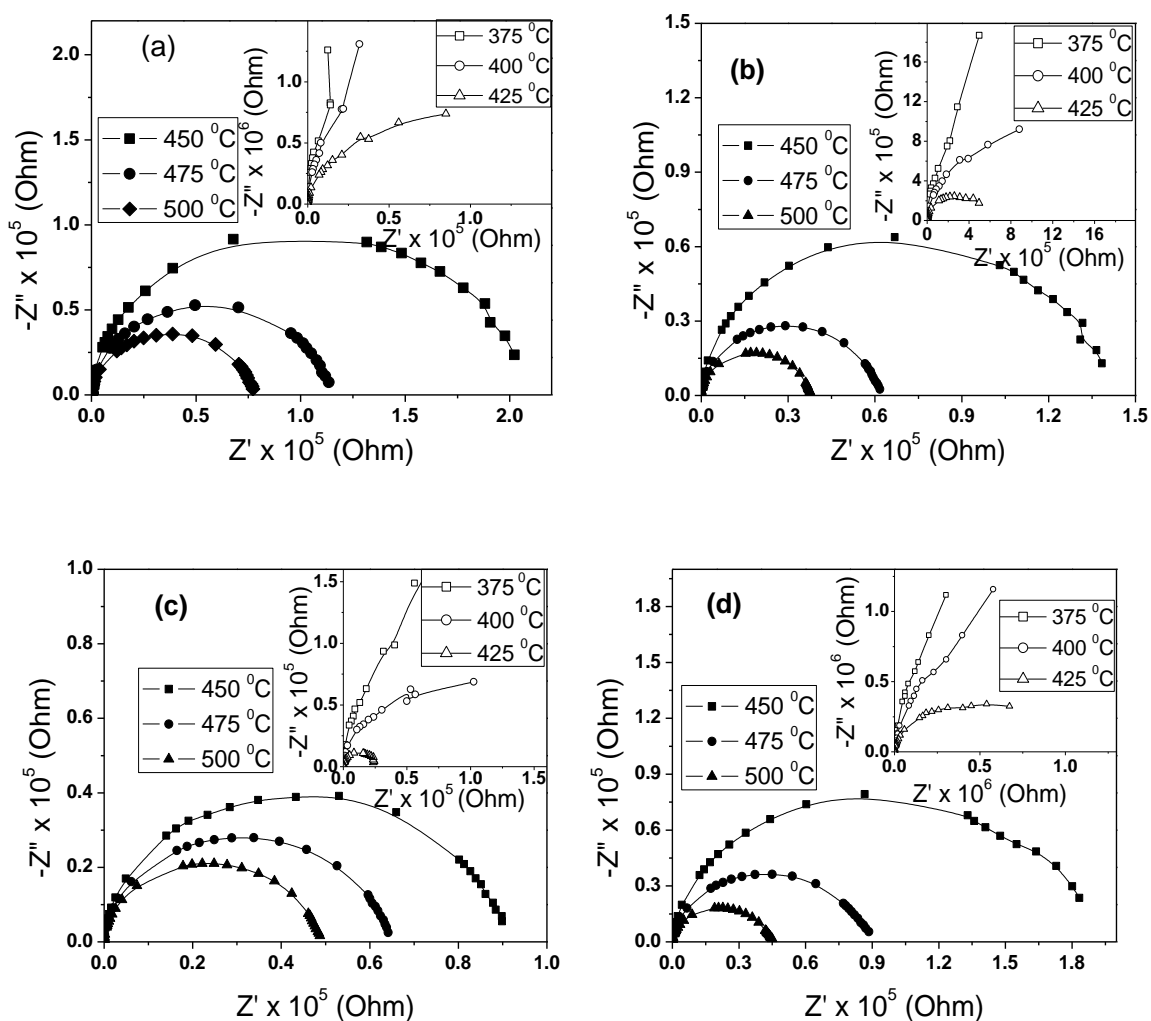 (a)
2.0
1.5
1.0
0.5
0.0
0.0 0.5 1.0 1.5 2.0
-Z" x 10^5 (Ohm)
Z' x 10^5 (Ohm)
450 ^0C
475 ^0C
500 ^0C
1.0
0.5
0.0
0.0 0.5 1.0
-Z" x 10^6 (Ohm)
Z' x 10^5 (Ohm)
375 ^0C
400 ^0C
425 ^0C
(b)
1.5
1.2
0.9
0.6
0.3
0.0
0.0 0.3 0.6 0.9 1.2 1.5
-Z" x 10^5 (Ohm)
Z' x 10^5 (Ohm)
450 ^0C
475 ^0C
500 ^0C
20
16
12
8
4
0
0 4 8 12 16
-Z" x 10^5 (Ohm)
Z' x 10^5 (Ohm)
375 ^0C
400 ^0C
425 ^0C
(c)
1.0
0.8
0.6
0.4
0.2
0.0
0.0 0.2 0.4 0.6 0.8 1.0
-Z" x 10^5 (Ohm)
Z' x 10^5 (Ohm)
450 ^0C
475 ^0C
500 ^0C
1.5
1.0
0.5
0.0
0.0 0.5 1.0 1.5
-Z" x 10^5 (Ohm)
Z' x 10^5 (Ohm)
375 ^0C
400 ^0C
425 ^0C
(d)
1.8
1.5
1.2
0.9
0.6
0.3
0.0
0.0 0.3 0.6 0.9 1.2 1.5 1.8
-Z" x 10^5 (Ohm)
Z' x 10^5 (Ohm)
450 ^0C
475 ^0C
500 ^0C
1.0
0.5
0.0
0.0 0.5 1.0
-Z" x 10^6 (Ohm)
Z' x 10^6 (Ohm)
375 ^0C
400 ^0C
425 ^0C